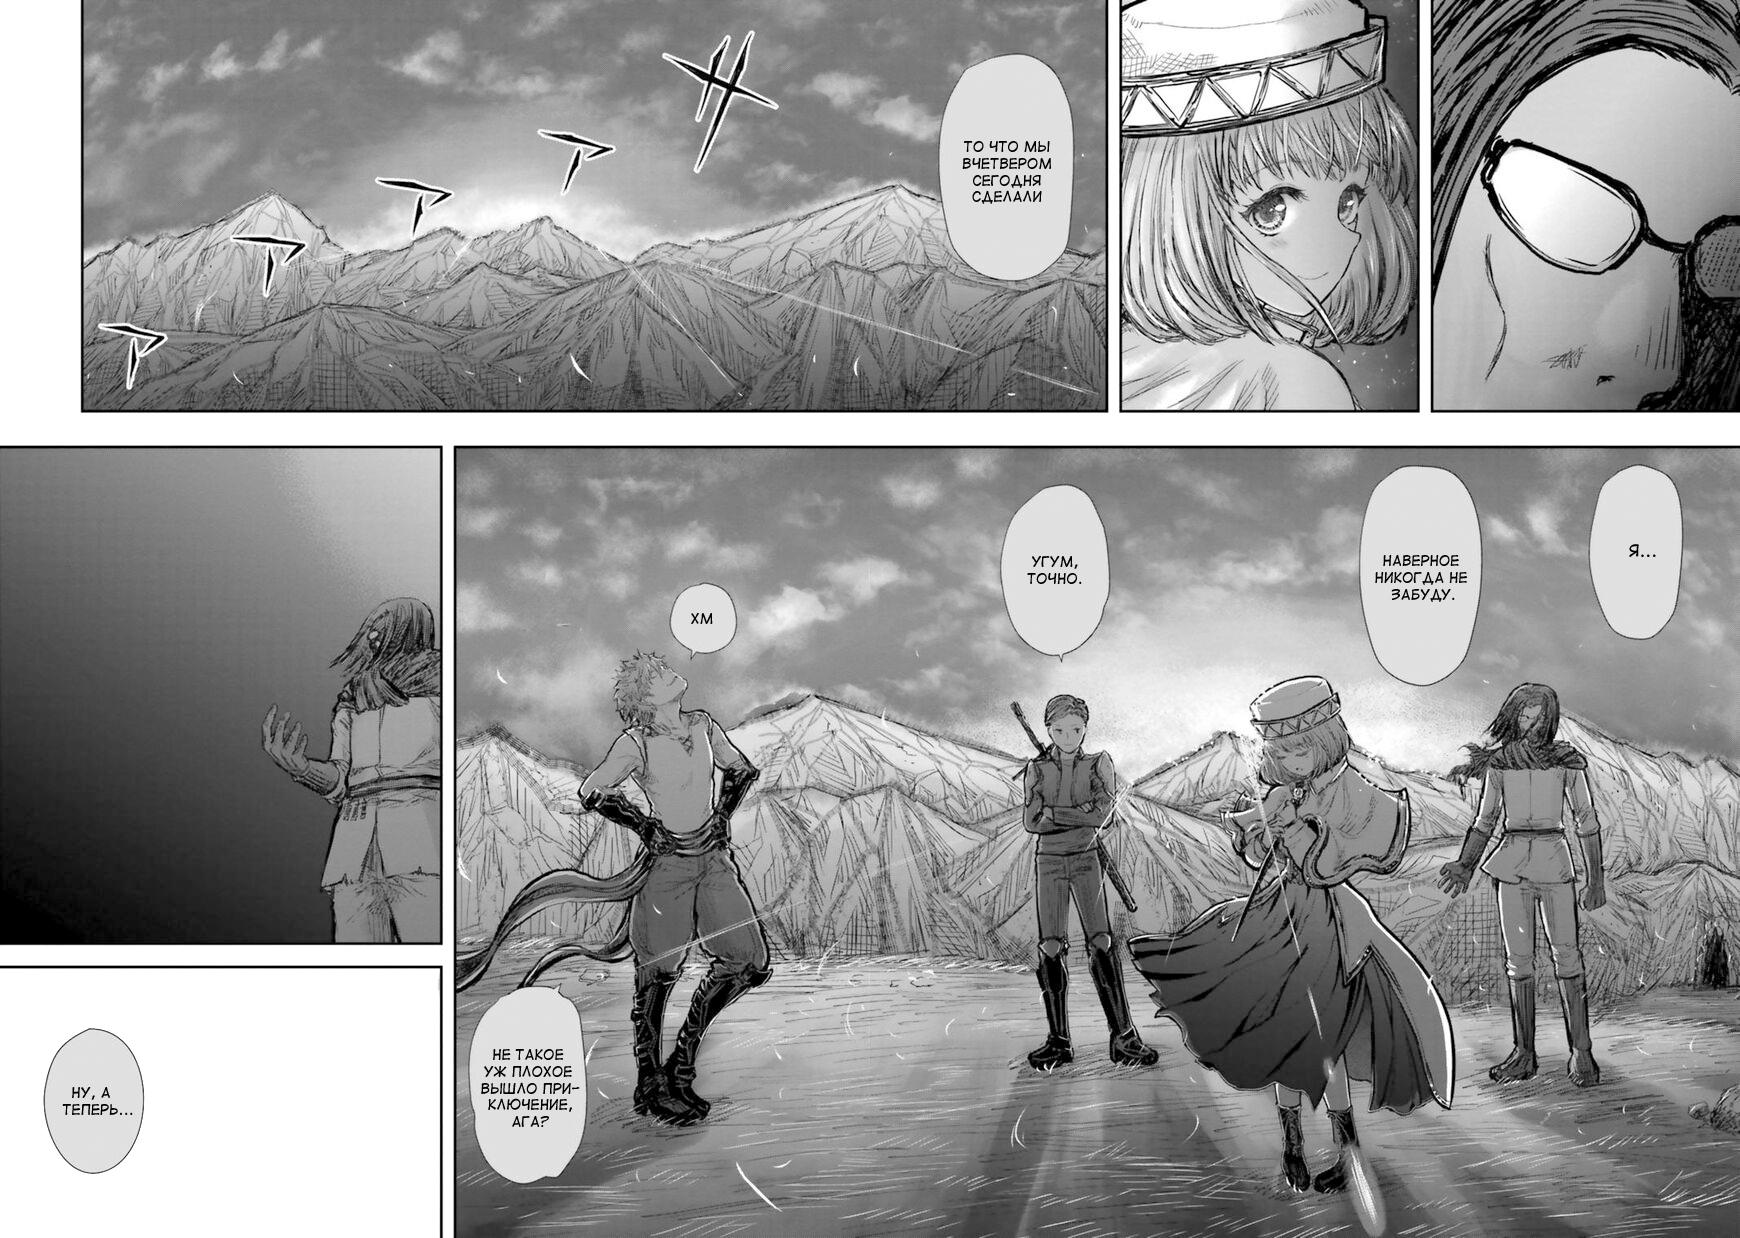 ТО ЧТО МЫ
ВЧЕТВЕРОМ
СЕГОДНЯ
СДЕЛАЛИ
Я...
НАВЕРНОЕ
НИКОГДА НЕ
ЗАБУДУ.
УГУМ,
ТОЧНО.
ХМ
НЕ ТАКОЕ
УЖ ПЛОХОЕ
ВЫШЛО ПРИ-
КЛЮЧЕНИЕ,
АГА?
НУ, А
ТЕПЕРЬ...